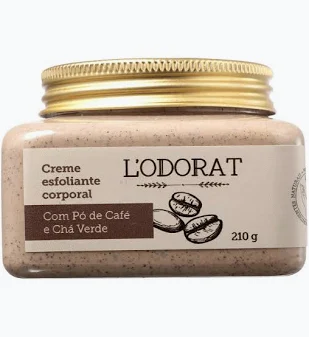 Creme
esfoliante
corporal
L'ODORAT
Com Pó de Café
e Chá Verde
210 g